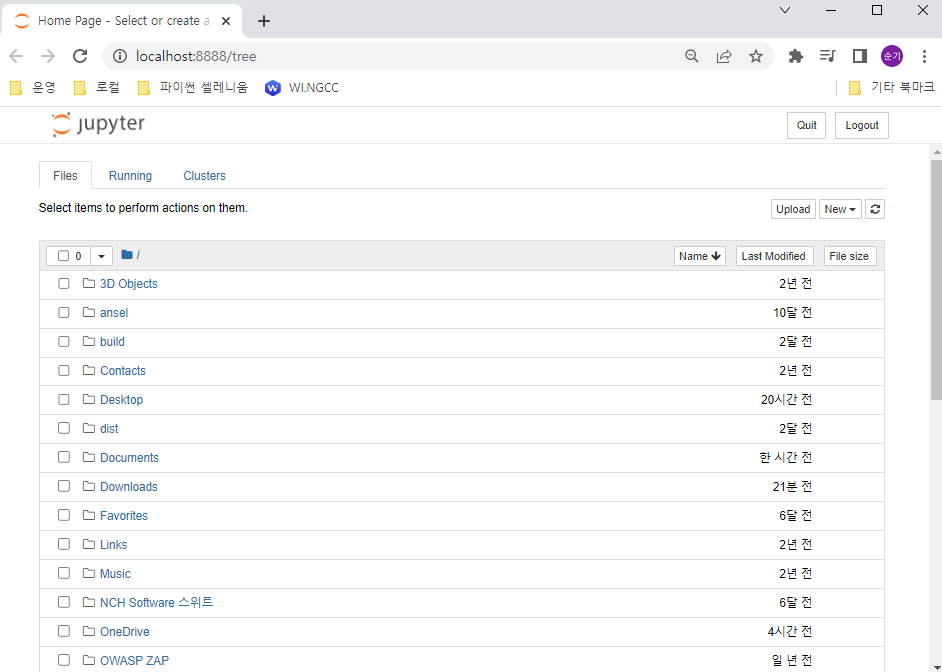 Home Page - Select or create a
localhost:8888/tree
순기
운영 로컬 파이썬 셀레니움 W WI.NGCC 기타 북마크
jupyter Quit Logout
Files Running Clusters
Select items to perform actions on them. Upload New
0 / Name Last Modified File size
3D Objects 2년 전
ansel 10달 전
build 2달 전
Contacts 2년 전
Desktop 20시간 전
dist 2달 전
Documents 한 시간 전
Downloads 21분 전
Favorites 6달 전
Links 2년 전
Music 2년 전
NCH Software 스위트 6달 전
OneDrive 4시간 전
OWASP ZAP 일 년 전